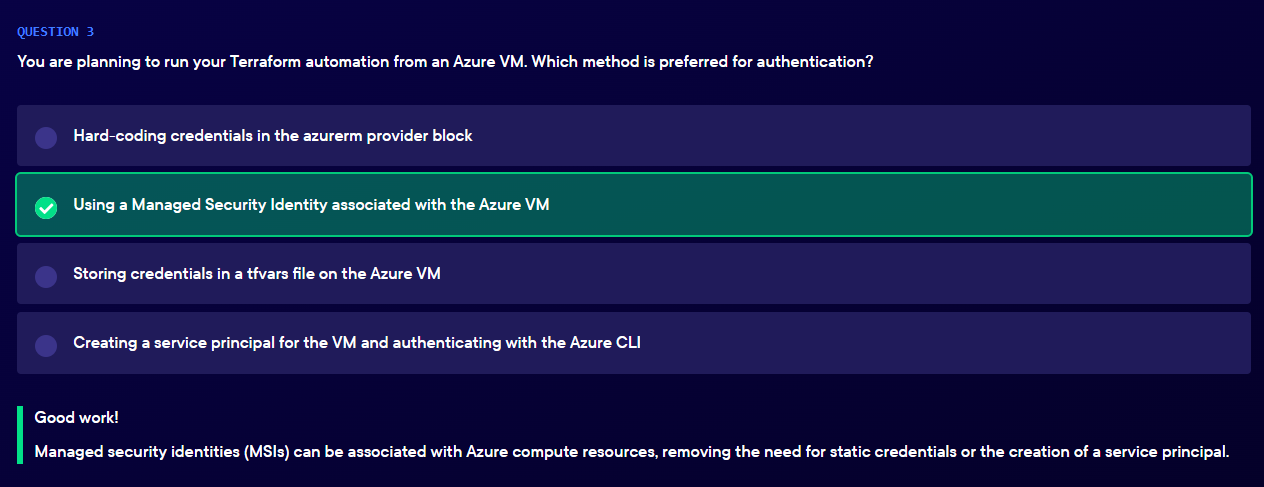 QUESTION 3
You are planning to run your Terraform automation from an Azure VM. Which method is preferred for authentication?
Hard-coding credentials in the azurerm provider block
Using a Managed Security Identity associated with the Azure VM
Storing credentials in a tfvars file on the Azure VM
Creating a service principal for the VM and authenticating with the Azure CLI
Good work!
Managed security identities (MSIs) can be associated with Azure compute resources, removing the need for static credentials or the creation of a service principal.